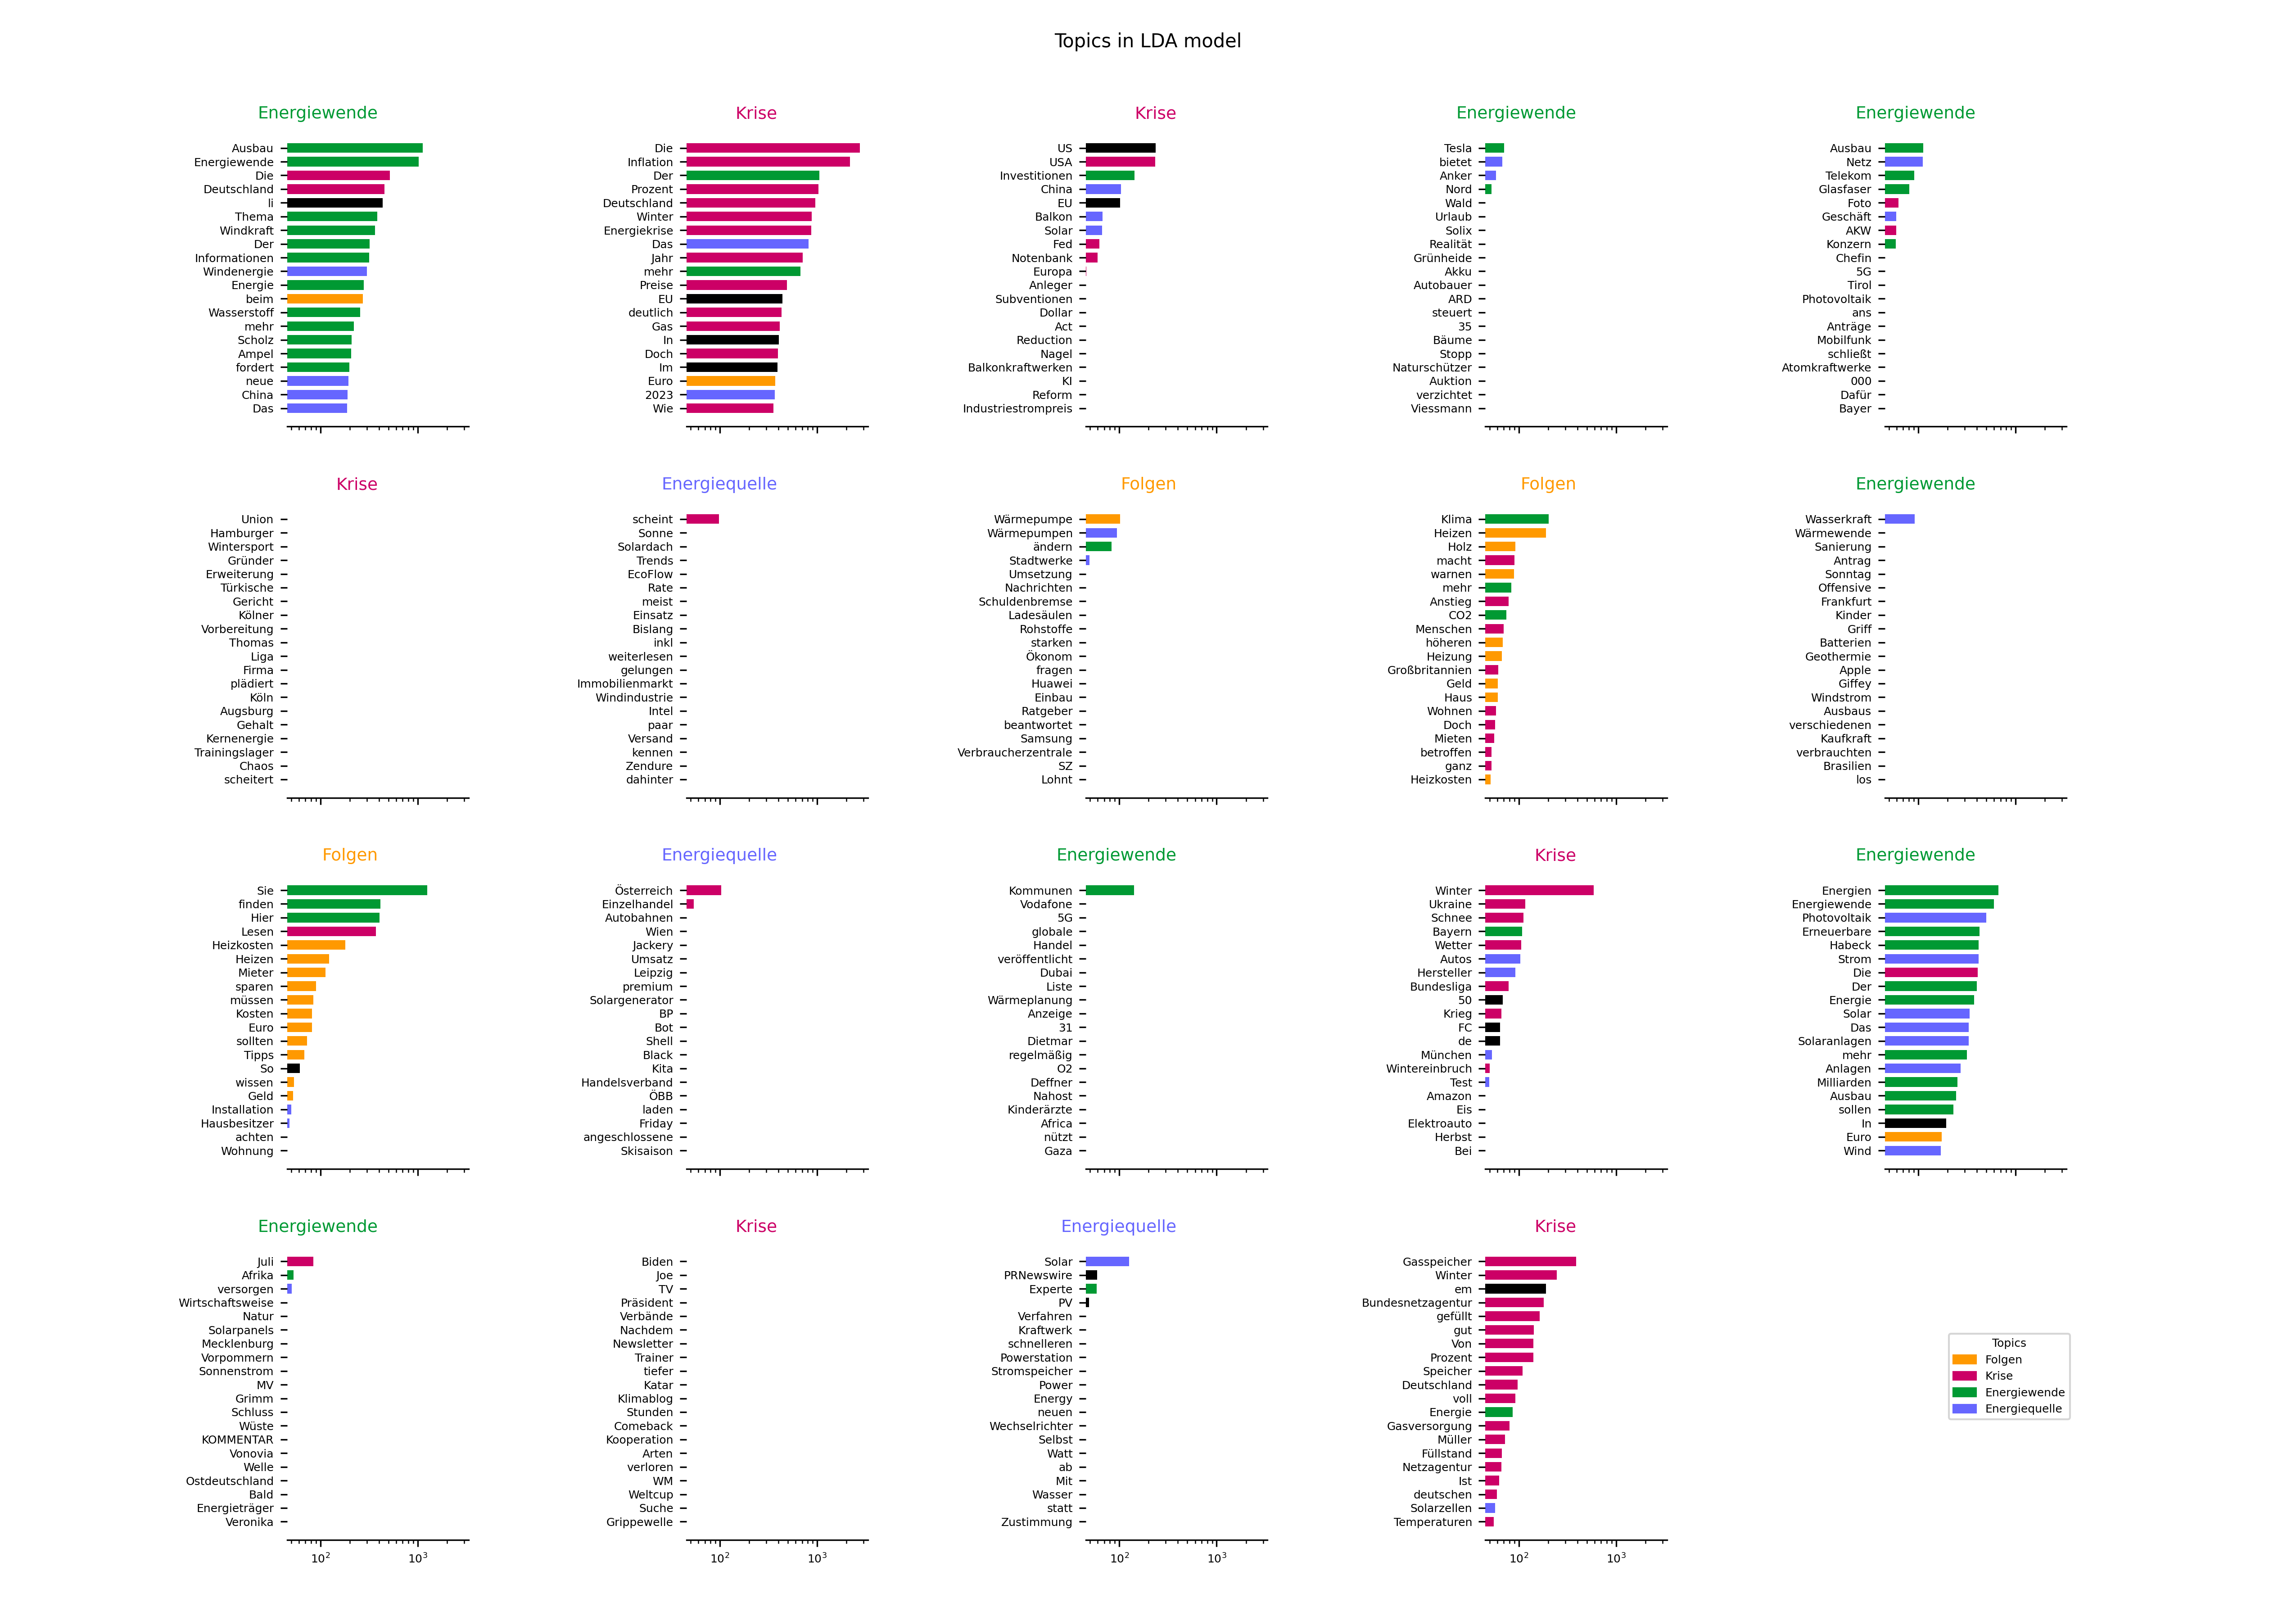 Topics in LDA model
Energiewende
Ausbau
Energiewende
Die
Deutschland
li
Thema
Windkraft
Der
Informationen
Windenergie
Energie
beim
Wasserstoff
mehr
Scholz
Ampel
fordert
neue
China
Das
Krise
Die
Inflation
Der
Prozent
Deutschland
Winter
Energiekrise
Das
Jahr
mehr
Preise
EU
deutlich
Gas
In
Doch
Im
Euro
2023
Wie
Krise
US
USA
Investitionen
China
EU
Balkon
Solar
Fed
Notenbank
Europa
Anleger
Subventionen
Dollar
Act
Reduction
Nagel
Balkonkraftwerken
KI
Reform
Industriestrompreis
Energiewende
Tesla
bietet
Anker
Nord
Wald
Urlaub
Solix
Realität
Grünheide
Akku
Autobauer
ARD
steuert
35
Bäume
Stopp
Naturschützer
Auktion
verzichtet
Viessmann
Energiewende
Ausbau
Netz
Telekom
Glasfaser
Foto
Geschäft
AKW
Konzern
Chefin
5G
Tirol
Photovoltaik
ans
Anträge
Mobilfunk
schließt
Atomkraftwerke
000
Dafür
Bayer
Krise
Union
Hamburger
Wintersport
Gründer
Erweiterung
Türkische
Gericht
Kölner
Vorbereitung
Thomas
Liga
Firma
plädiert
Köln
Augsburg
Gehalt
Kernenergie
Trainingslager
Chaos
scheitert
Energiequelle
scheint
Sonne
Solardach
Trends
EcoFlow
Rate
meist
Einsatz
Bislang
inkl
weiterlesen
gelungen
Immobilienmarkt
Windindustrie
Intel
paar
Versand
kennen
Zendure
dahinter
Folgen
Wärmepumpe
Wärmepumpen
ändern
Stadtwerke
Umsetzung
Nachrichten
Schuldenbremse
Ladesäulen
Rohstoffe
starken
Ökonom
fragen
Huawei
Einbau
Ratgeber
beantwortet
Samsung
Verbraucherzentrale
SZ
Lohnt
Folgen
Klima
Heizen
Holz
macht
warnen
mehr
Anstieg
CO2
Menschen
höheren
Heizung
Großbritannien
Geld
Haus
Wohnen
Doch
Mieten
betroffen
ganz
Heizkosten
Energiewende
Wasserkraft
Wärmewende
Sanierung
Antrag
Sonntag
Offensive
Frankfurt
Kinder
Griff
Batterien
Geothermie
Apple
Giffey
Windstrom
Ausbaus
verschiedenen
Kaufkraft
verbrauchten
Brasilien
los
Folgen
Sie
finden
Hier
Lesen
Heizkosten
Heizen
Mieter
sparen
müssen
Kosten
Euro
sollten
Tipps
So
wissen
Geld
Installation
Hausbesitzer
achten
Wohnung
Energiequelle
Österreich
Einzelhandel
Autobahnen
Wien
Jackery
Umsatz
Leipzig
premium
Solargenerator
BP
Bot
Shell
Black
Kita
Handelsverband
ÖBB
laden
Friday
angeschlossene
Skisaison
Energiewende
Kommunen
Vodafone
5G
globale
Handel
veröffentlicht
Dubai
Liste
Wärmeplanung
Anzeige
31
Dietmar
regelmäßig
O2
Deffner
Nahost
Kinderärzte
Africa
nützt
Gaza
Krise
Winter
Ukraine
Schnee
Bayern
Wetter
Autos
Hersteller
Bundesliga
50
Krieg
FC
de
München
Wintereinbruch
Test
Amazon
Eis
Elektroauto
Herbst
Bei
Energiewende
Energien
Energiewende
Photovoltaik
Erneuerbare
Habeck
Strom
Die
Der
Energie
Solar
Das
Solaranlagen
mehr
Anlagen
Milliarden
Ausbau
sollen
In
Euro
Wind
Energiewende
Juli
Afrika
versorgen
Wirtschaftsweise
Natur
Solarpanels
Mecklenburg
Vorpommern
Sonnenstrom
MV
Grimm
Schluss
Wüste
KOMMENTAR
Vonovia
Welle
Ostdeutschland
Bald
Energieträger
Veronika
10² 10³
Krise
Biden
Joe
TV
Präsident
Verbände
Nachdem
Newsletter
Trainer
tiefer
Katar
Klimablog
Stunden
Comeback
Kooperation
Arten
verloren
WM
Weltcup
Suche
Grippewelle
10² 10³
Energiequelle
Solar
PRNewswire
Experte
PV
Verfahren
Kraftwerk
schnelleren
Powerstation
Stromspeicher
Power
Energy
neuen
Wechselrichter
Selbst
Watt
ab
Mit
Wasser
statt
Zustimmung
10² 10³
Krise
Gasspeicher
Winter
em
Bundesnetzagentur
gefüllt
gut
Von
Prozent
Speicher
Deutschland
voll
Energie
Gasversorgung
Müller
Füllstand
Netzagentur
Ist
deutschen
Solarzellen
Temperaturen
10² 10³
Topics
Folgen
Krise
Energiewende
Energiequelle